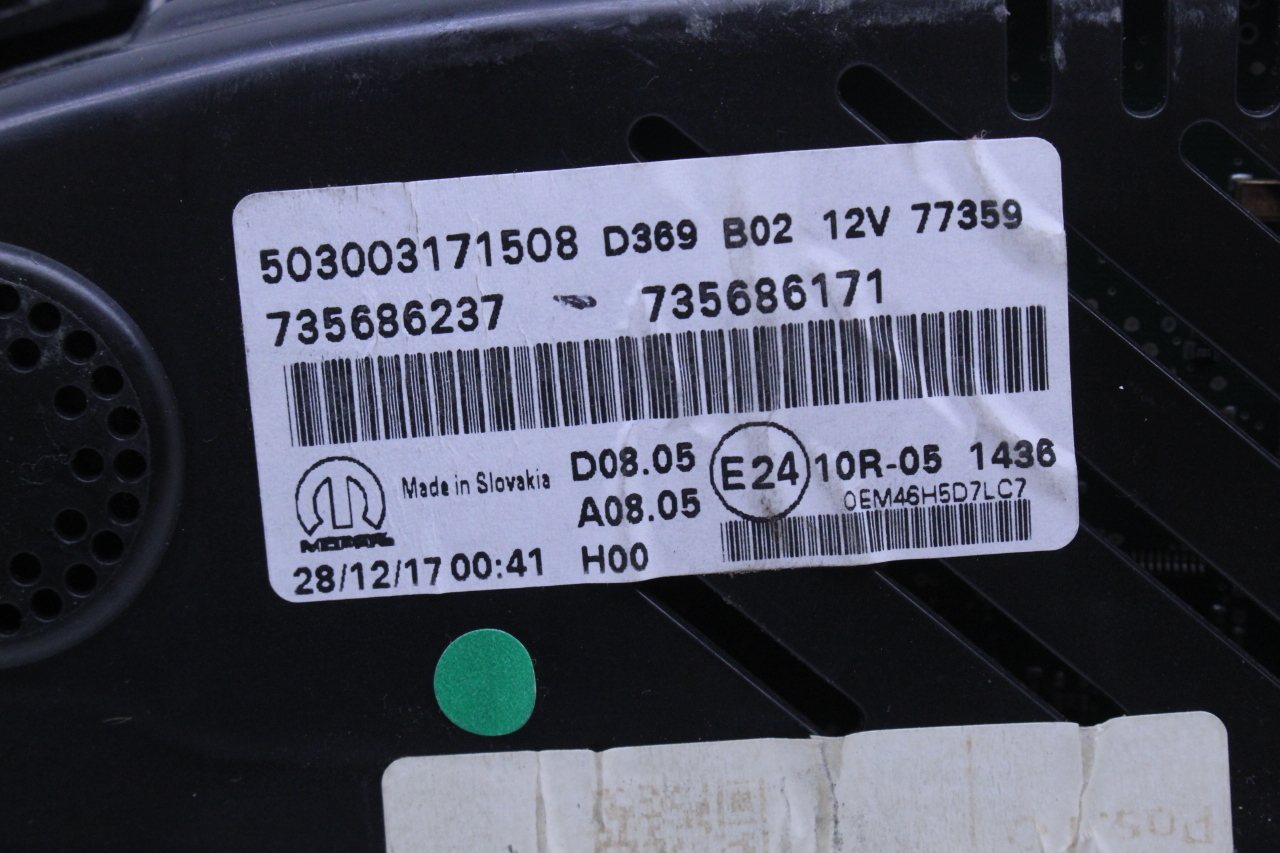 503003171508 D369 B02 12V 77359
735686237 - 735686171
Made in Slovakia D08.05 E24 10R-05 1436
A08.05 0EM46H5D7LC7
MOPAR
28/12/17 00:41 H00